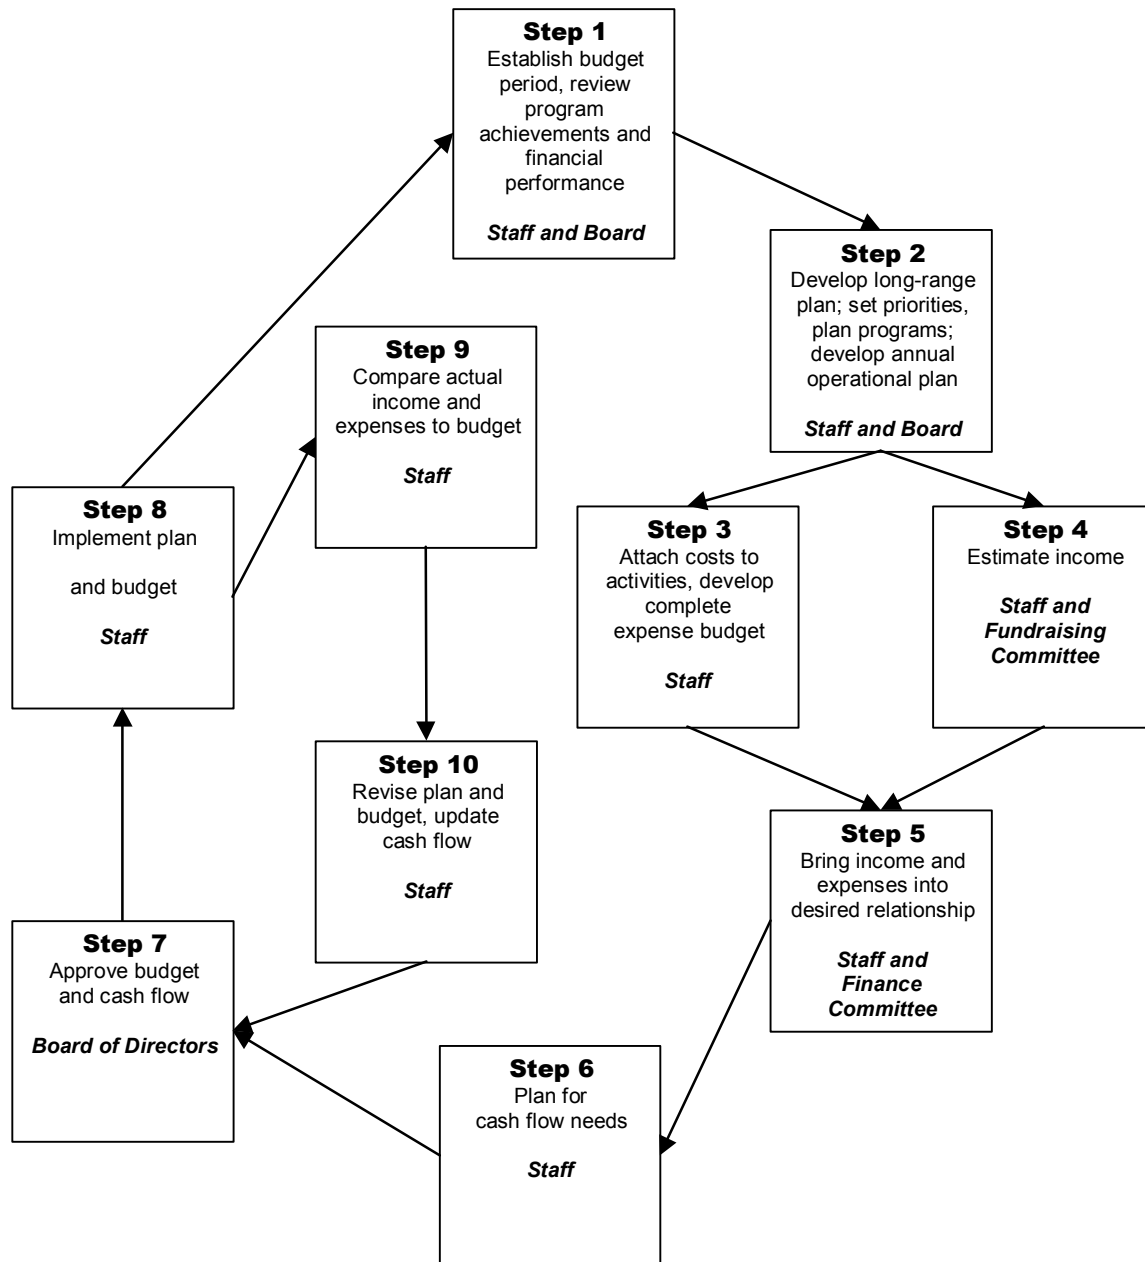 Step 1
Establish budget
period, review
program
achievements and
financial
performance
Staff and Board
Step 2
Develop long-range
plan; set priorities,
plan programs;
develop annual
operational plan
Staff and Board
Step 3
Attach costs to
activities, develop
complete
expense budget
Staff
Step 4
Estimate income
Staff and
Fundraising
Committee
Step 5
Bring income and
expenses into
desired relationship
Staff and
Finance
Committee
Step 6
Plan for
cash flow needs
Staff
Step 7
Approve budget
and cash flow
Board of Directors
Step 8
Implement plan
and budget
Staff
Step 9
Compare actual
income and
expenses to budget
Staff
Step 10
Revise plan and
budget, update
cash flow
Staff